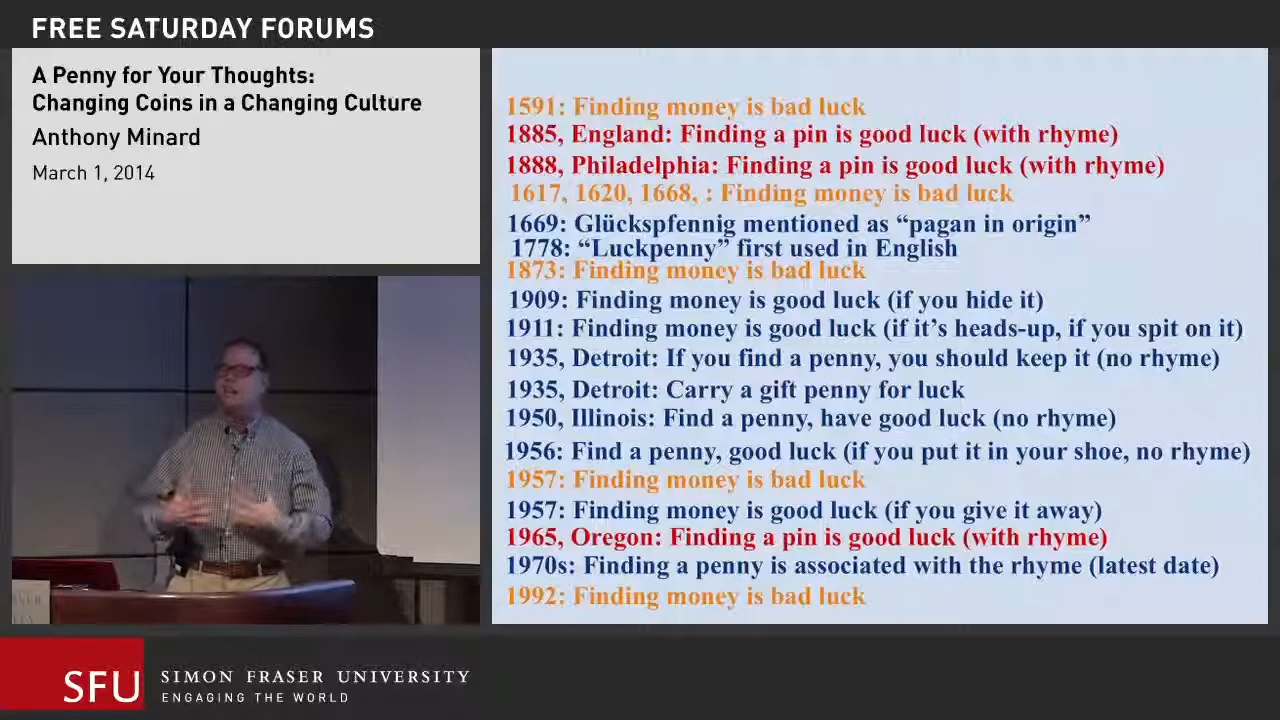 FREE SATURDAY FORUMS
A Penny for Your Thoughts:
Changing Coins in a Changing Culture
Anthony Minard
March 1, 2014
1591: Finding money is bad luck
1885, England: Finding a pin is good luck (with rhyme)
1888, Philadelphia: Finding a pin is good luck (with rhyme)
1617, 1620, 1668, : Finding money is bad luck
1669: Glückspfennig mentioned as “pagan in origin”
1778: “Luckpenny” first used in English
1873: Finding money is bad luck
1909: Finding money is good luck (if you hide it)
1911: Finding money is good luck (if it’s heads-up, if you spit on it)
1935, Detroit: If you find a penny, you should keep it (no rhyme)
1935, Detroit: Carry a gift penny for luck
1950, Illinois: Find a penny, have good luck (no rhyme)
1956: Find a penny, good luck (if you put it in your shoe, no rhyme)
1957: Finding money is bad luck
1957: Finding money is good luck (if you give it away)
1965, Oregon: Finding a pin is good luck (with rhyme)
1970s: Finding a penny is associated with the rhyme (latest date)
1992: Finding money is bad luck
SFU
SIMON FRASER UNIVERSITY
ENGAGING THE WORLD